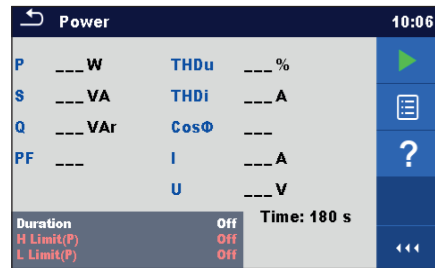 Power 10:06
P ___W THDu ___%
S ___VA THDi ___A
Q ___VAr CosΦ ___
PF ___ I ___A
U ___V
Time: 180 s
Duration Off
H Limit(P) Off
L Limit(P) Off
?